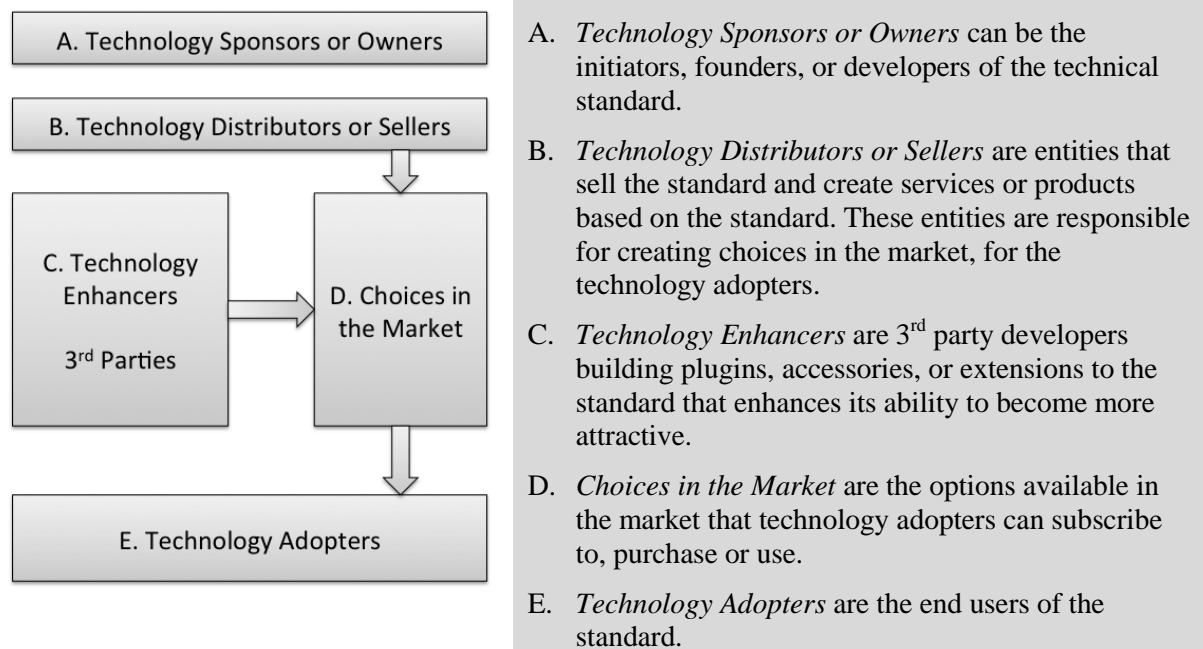 A. Technology Sponsors or Owners
B. Technology Distributors or Sellers
C. Technology
Enhancers
3rd Parties
D. Choices in
the Market
E. Technology Adopters
A. Technology Sponsors or Owners can be the
initiators, founders, or developers of the technical
standard.
B. Technology Distributors or Sellers are entities that
sell the standard and create services or products
based on the standard. These entities are responsible
for creating choices in the market, for the
technology adopters.
C. Technology Enhancers are 3rd party developers
building plugins, accessories, or extensions to the
standard that enhances its ability to become more
attractive.
D. Choices in the Market are the options available in
the market that technology adopters can subscribe
to, purchase or use.
E. Technology Adopters are the end users of the
standard.